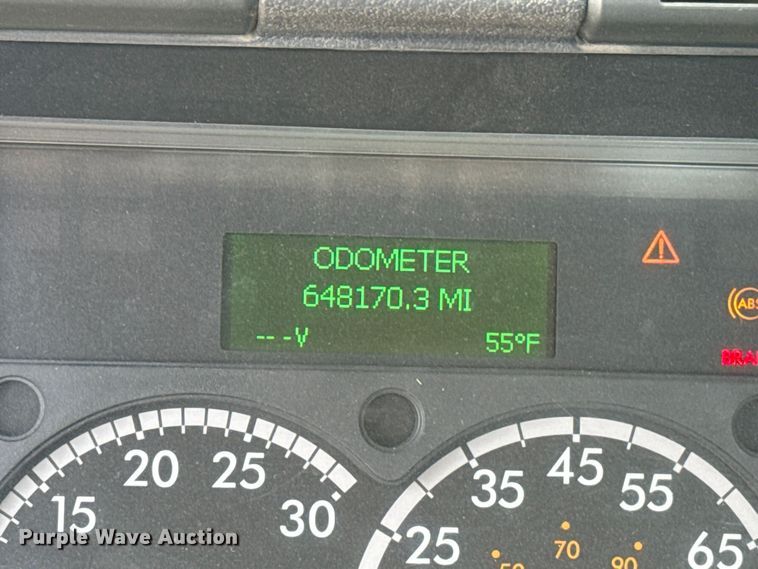 ODOMETER
648170.3 MI
-- -V 55°F
ABS
15 20 25 30
25 35 45 55 65
70 90
Purple Wave Auction